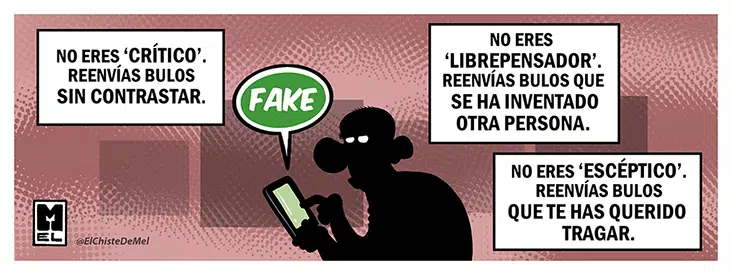 NO ERES ‘CRÍTICO’.
REENVÍAS BULOS
SIN CONTRASTAR.
FAKE
NO ERES
‘LIBREPENSADOR’.
REENVÍAS BULOS QUE
SE HA INVENTADO
OTRA PERSONA.
NO ERES ‘ESCÉPTICO’.
REENVÍAS BULOS
QUE TE HAS QUERIDO
TRAGAR.
M
EL
@ElChisteDeMel